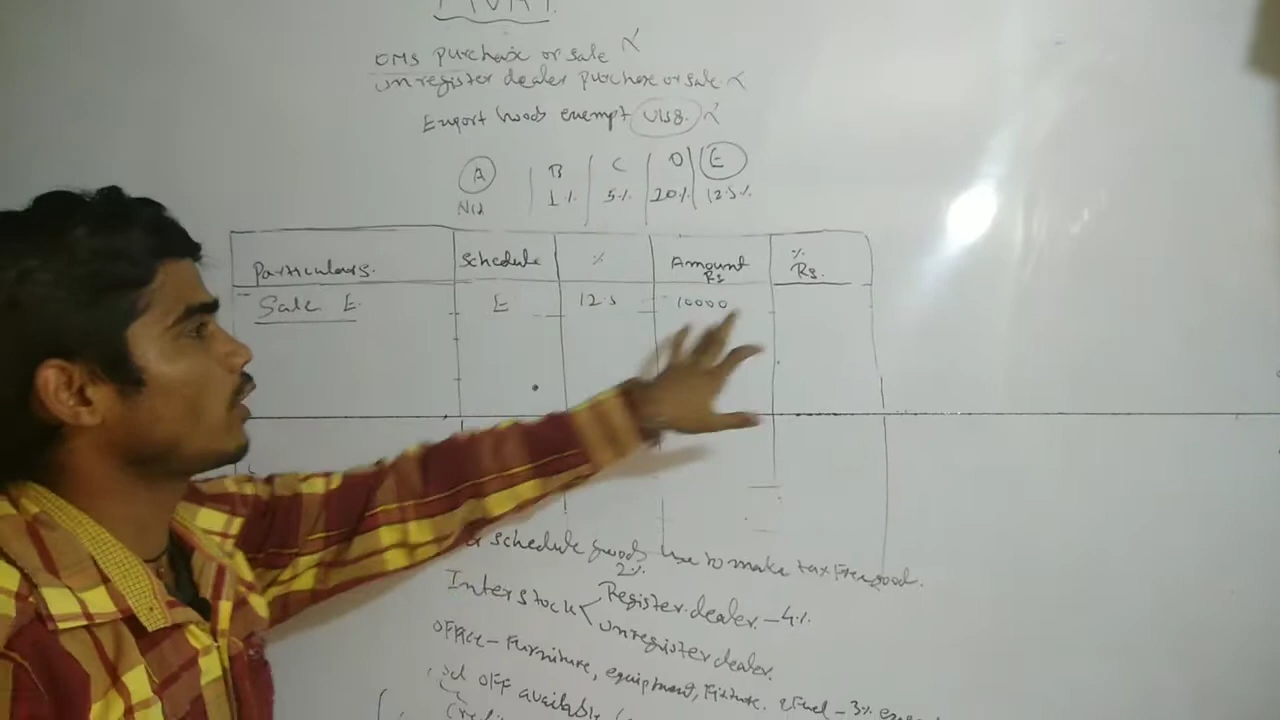 OMS purchase or sale X
unregister dealer purchase or sale. X
goods exempt U/s 8. X
A | B | C | D | E
Nil | 1% | 5% | 20% | 12.5%
Particulars. Schedule % Amount Rs % Rs.
Sale E. E 12.5 10000
schedule goods use to make tax Free good.
2%
Inter stock Register dealer - 4%
unregister dealer.
OFFice - Furniture, equipment, Fixture. & Fuel - 3%
OFF available